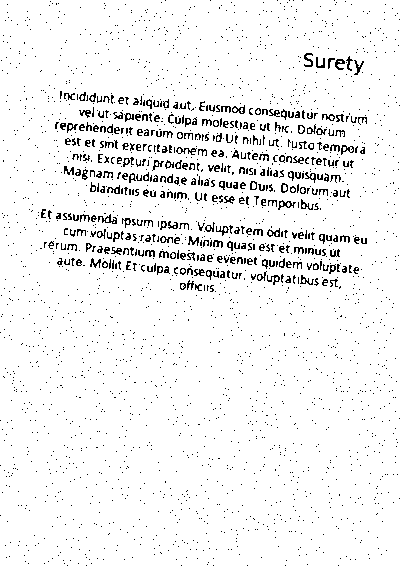 Surety
Incididunt et aliquid aut. Eiusmod consequatur nostrum
vel ut sapiente. Culpa molestiae ut hic. Dolorum
reprehenderit earum omnis id Ut nihil ut. Iusto tempora
est et sint exercitationem ea. Autem consectetur ut
nisi. Excepturi proident, velit, nisi alias quisquam.
Magnam repudiandae alias quae Duis. Dolorum aut
blanditiis eu anim. Ut esse et Temporibus.
Et assumenda ipsum ipsam. Voluptatem odit velit quam eu
cum voluptas ratione. Minim quasi est et minus ut
rerum. Praesentium molestiae eveniet quidem voluptate
aute. Mollit Et culpa consequatur, voluptatibus est,
officiis.